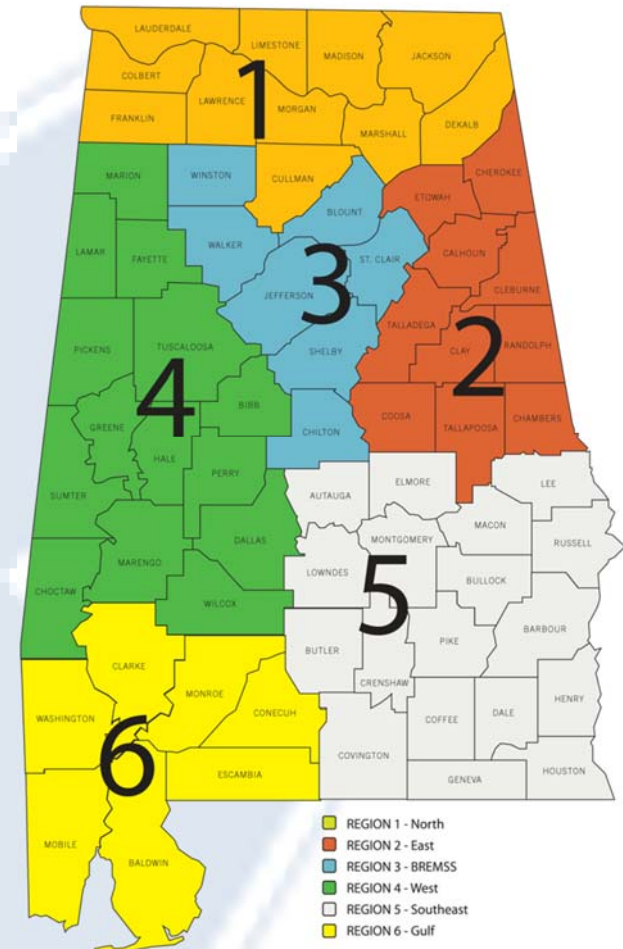 LAUDERDALE
LIMESTONE
MADISON
JACKSON
COLBERT
LAWRENCE
1
MORGAN
FRANKLIN
MARSHALL
DEKALB
CHEROKEE
MARION
WINSTON
CULLMAN
ETOWAH
BLOUNT
LAMAR
FAYETTE
WALKER
ST. CLAIR
CALHOUN
JEFFERSON
3
CLEBURNE
TALLADEGA
PICKENS
TUSCALOOSA
SHELBY
CLAY
2
RANDOLPH
4
BIBB
GREENE
CHILTON
COOSA
TALLAPOOSA
CHAMBERS
HALE
PERRY
SUMTER
AUTAUGA
ELMORE
LEE
MACON
DALLAS
MONTGOMERY
RUSSELL
MARENGO
LOWNDES
5
BULLOCK
CHOCTAW
WILCOX
BARBOUR
BUTLER
PIKE
CLARKE
CRENSHAW
MONROE
HENRY
WASHINGTON
CONECUH
COFFEE
DALE
6
COVINGTON
ESCAMBIA
GENEVA
HOUSTON
MOBILE
BALDWIN
REGION 1 - North
REGION 2 - East
REGION 3 - BREMSS
REGION 4 - West
REGION 5 - Southeast
REGION 6 - Gulf